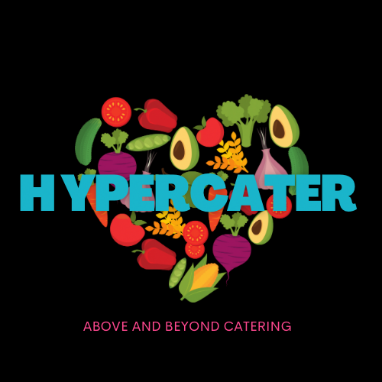 HYPERCATER
ABOVE AND BEYOND CATERING